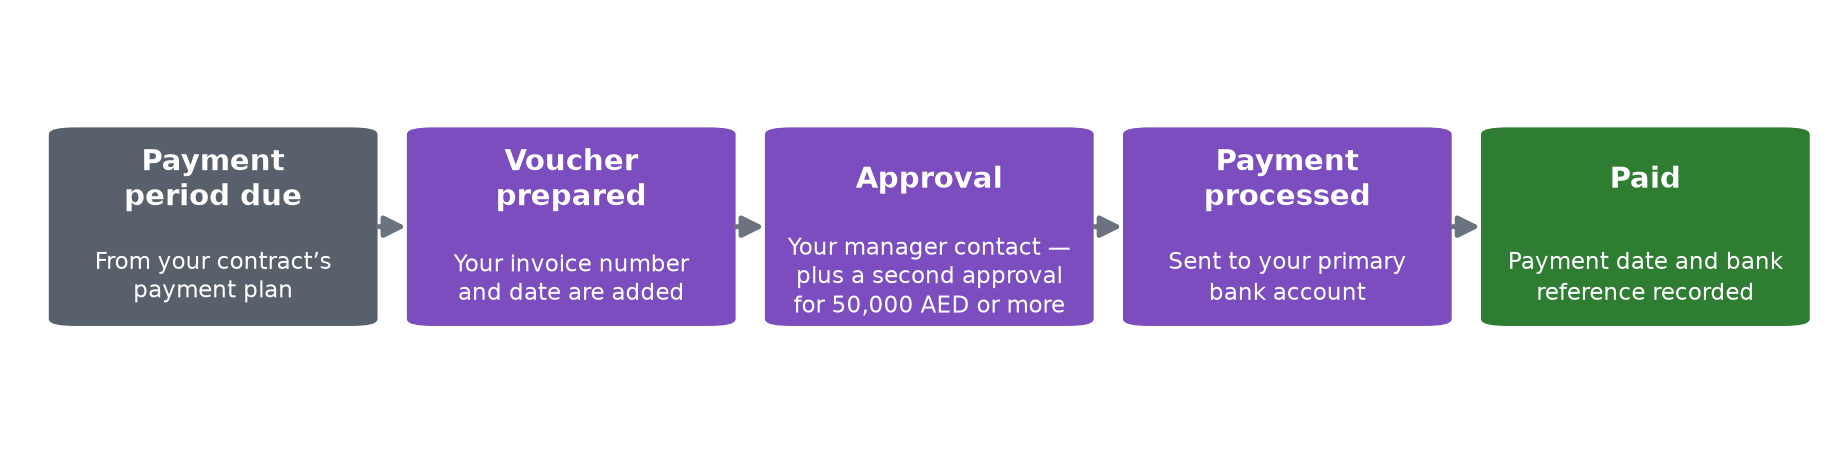 Payment
period due
From your contract’s
payment plan
Voucher
prepared
Your invoice number
and date are added
Approval
Your manager contact —
plus a second approval
for 50,000 AED or more
Payment
processed
Sent to your primary
bank account
Paid
Payment date and bank
reference recorded